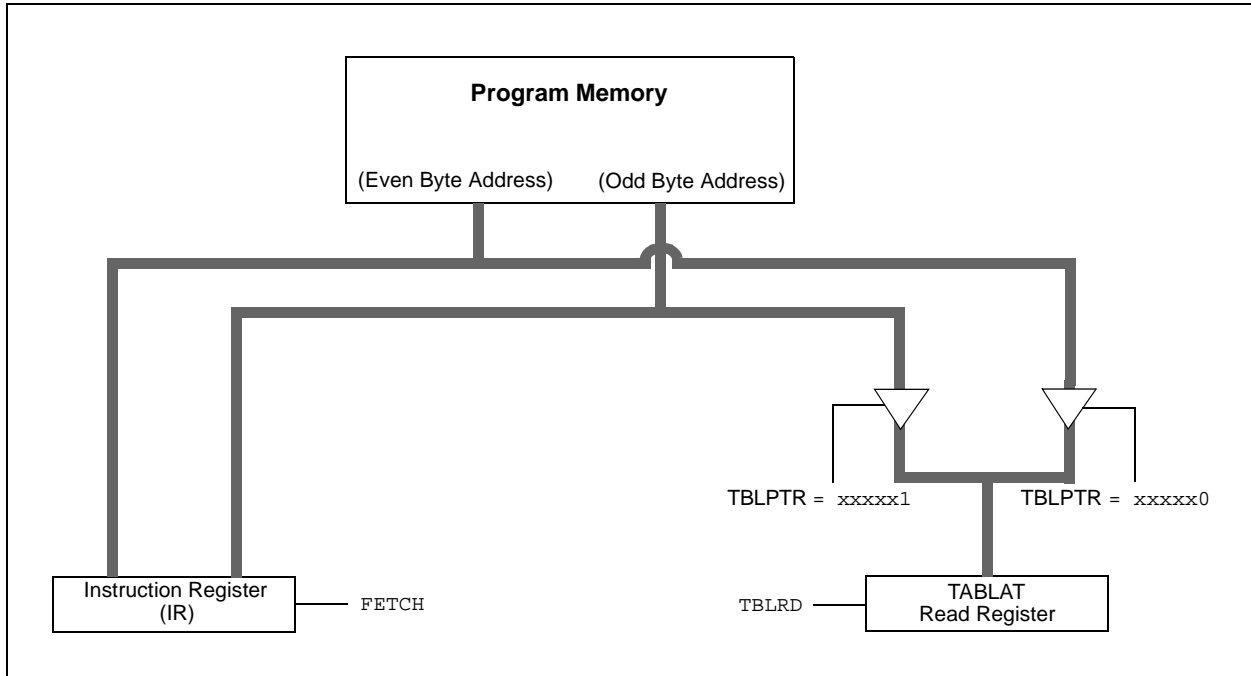 Program Memory
(Even Byte Address) (Odd Byte Address)
TBLPTR = xxxxx1 TBLPTR = xxxxx0
Instruction Register
(IR)
FETCH
TBLRD
TABLAT
Read Register